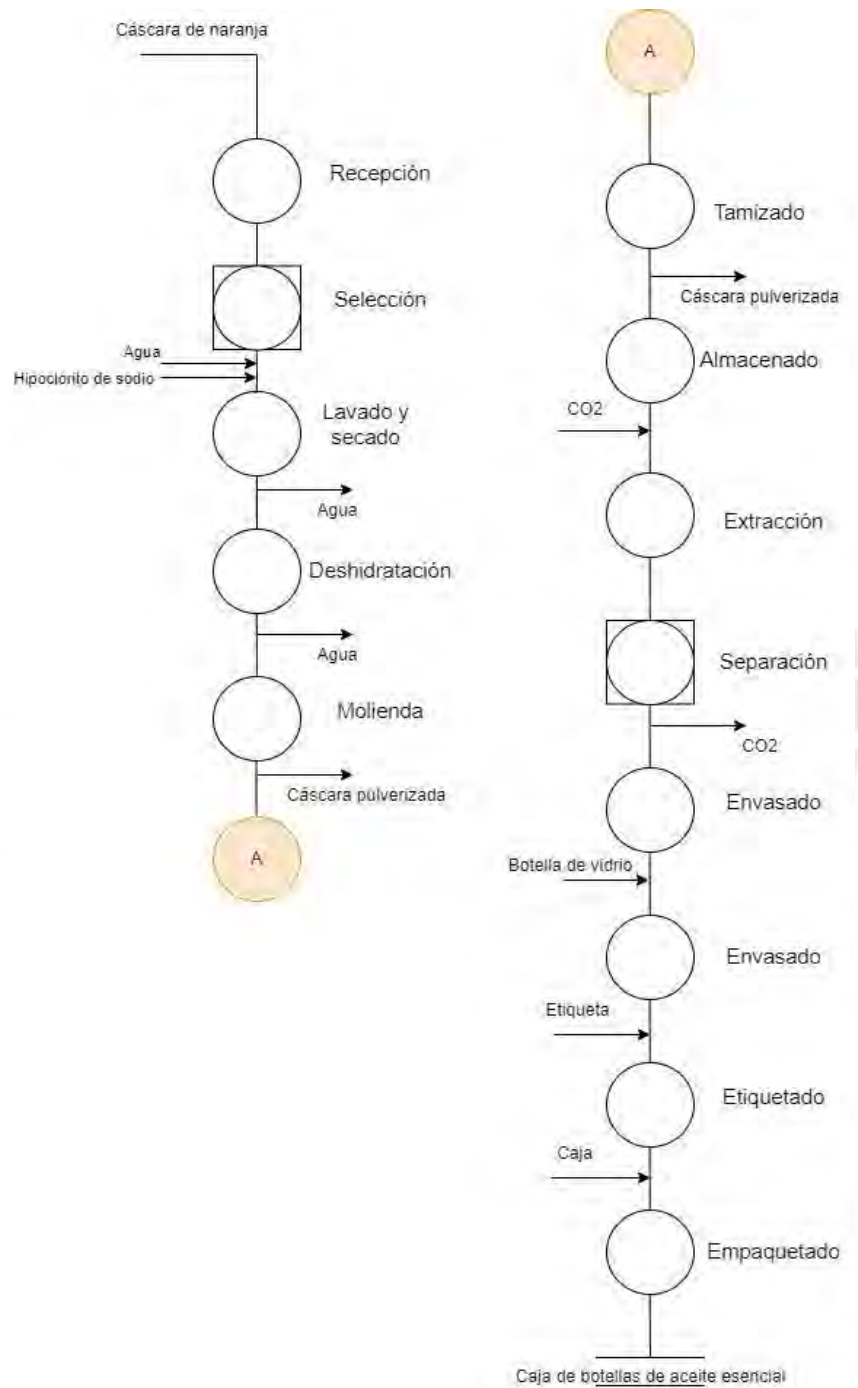 Cáscara de naranja
Recepción
Selección
Agua
Hipoclorito de sodio
Lavado y
secado
Agua
Deshidratación
Agua
Molienda
Cáscara pulverizada
A
A
Tamizado
Cáscara pulverizada
Almacenado
CO2
Extracción
Separación
CO2
Envasado
Botella de vidrio
Envasado
Etiqueta
Etiquetado
Caja
Empaquetado
Caja de botellas de aceite esencial